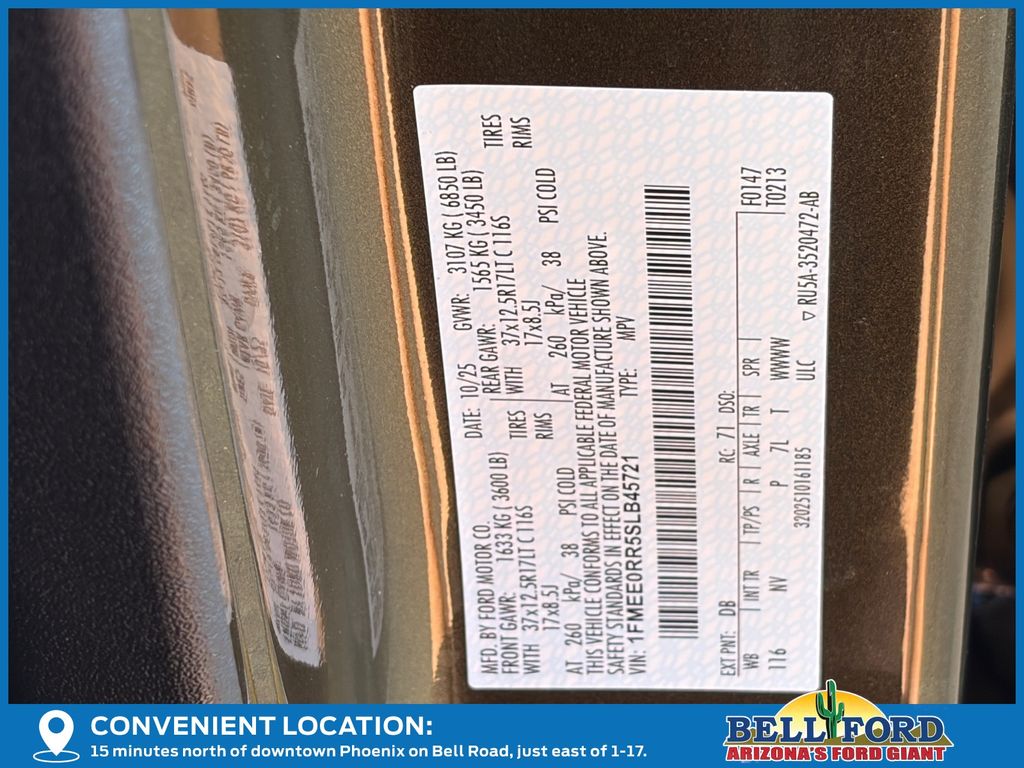 MFD. BY FORD MOTOR CO.
DATE: 10/25
GVWR: 3107 KG ( 6850 LB)
FRONT GAWR: 1633 KG ( 3600 LB)
REAR GAWR: 1565 KG ( 3450 LB)
WITH 37x12.5R17LT C 116S TIRES
WITH 37x12.5R17LT C 116S TIRES
17x8.5J RIMS
17x8.5J RIMS
AT 260 kPa/ 38 PSI COLD
AT 260 kPa/ 38 PSI COLD
THIS VEHICLE CONFORMS TO ALL APPLICABLE FEDERAL MOTOR VEHICLE
SAFETY STANDARDS IN EFFECT ON THE DATE OF MANUFACTURE SHOWN ABOVE.
VIN: 1FMEE0RR5SLB45721 TYPE: MPV
EXT PNT: DB RC: 71 DSO: F0147
WB INT TR TP/PS R AXLE TR SPR T0213
116 NV P 7L T WWWW
ULC
3202510161185 ▽ RU5A-3520472-AB
CONVENIENT LOCATION:
15 minutes north of downtown Phoenix on Bell Road, just east of 1-17.
BELL FORD
ARIZONA'S FORD GIANT